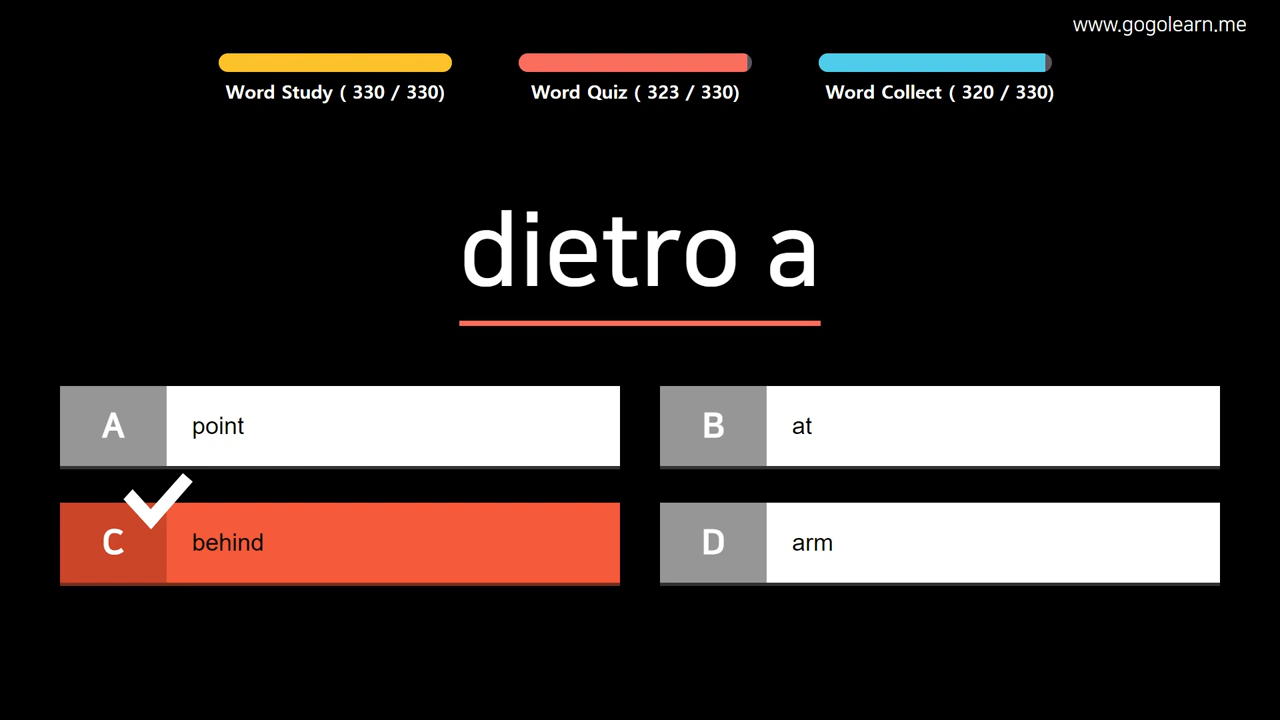 www.gogolearn.me
Word Study ( 330 / 330)
Word Quiz ( 323 / 330)
Word Collect ( 320 / 330)
dietro a
A point
B at
C behind
D arm